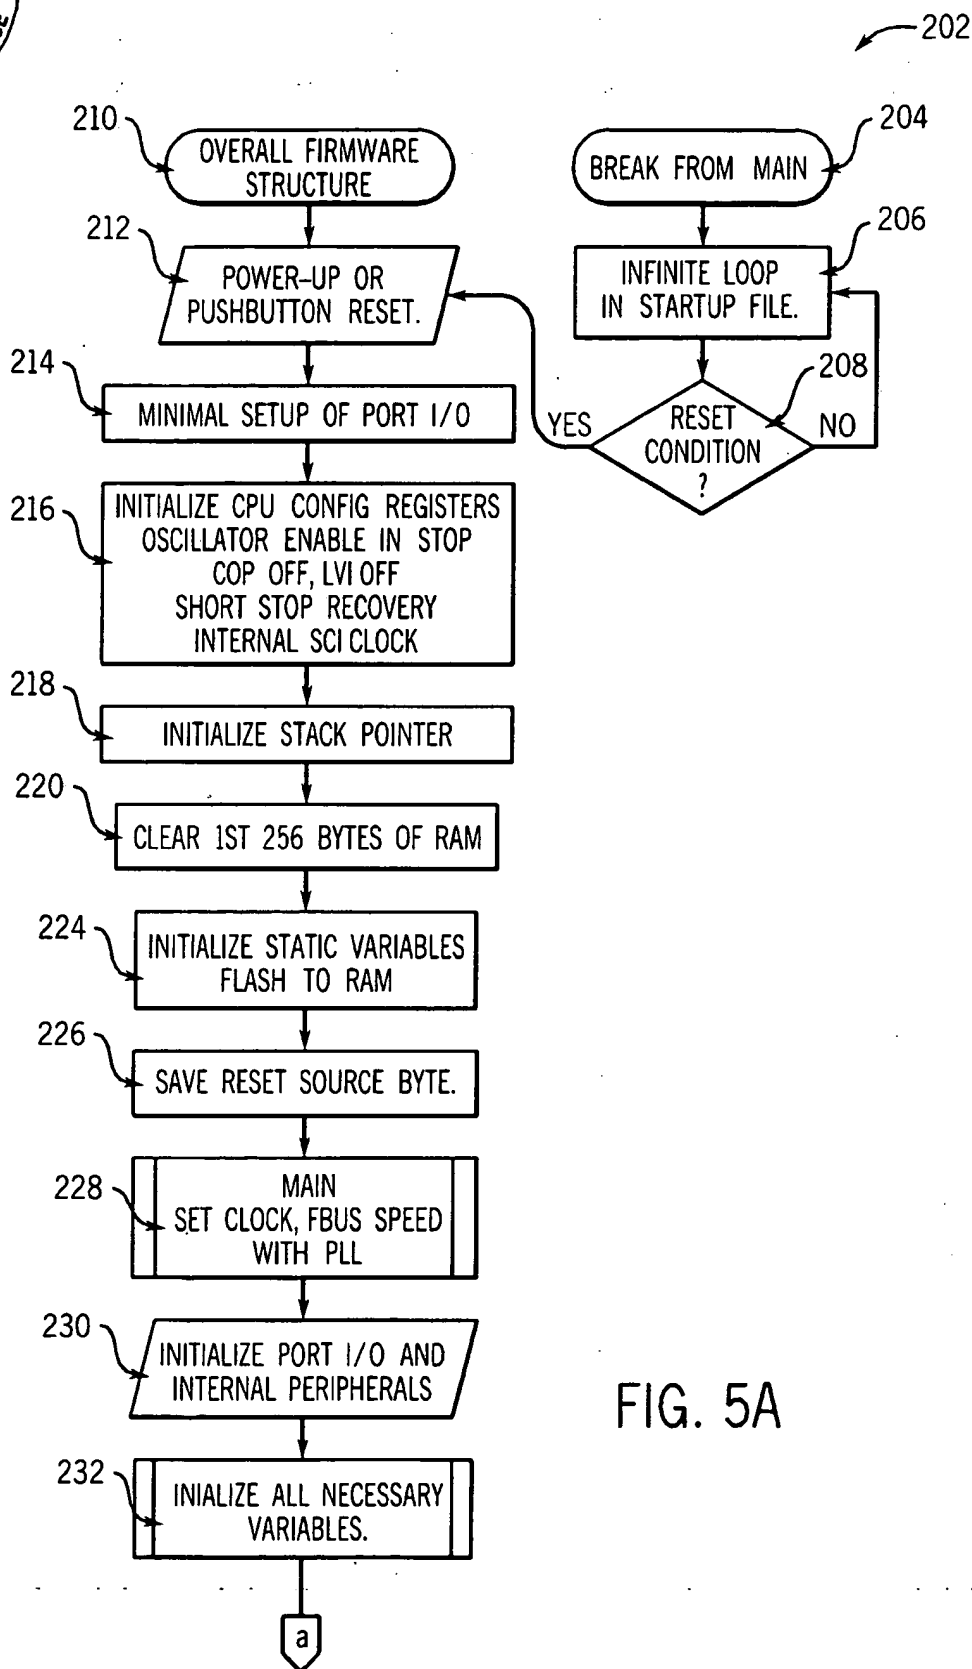 202
210
OVERALL FIRMWARE
STRUCTURE
204
BREAK FROM MAIN
212
POWER-UP OR
PUSHBUTTON RESET.
206
INFINITE LOOP
IN STARTUP FILE.
208
RESET
CONDITION
?
YES
NO
214
MINIMAL SETUP OF PORT I/O
216
INITIALIZE CPU CONFIG REGISTERS
OSCILLATOR ENABLE IN STOP
COP OFF, LVI OFF
SHORT STOP RECOVERY
INTERNAL SCI CLOCK
218
INITIALIZE STACK POINTER
220
CLEAR 1ST 256 BYTES OF RAM
224
INITIALIZE STATIC VARIABLES
FLASH TO RAM
226
SAVE RESET SOURCE BYTE.
228
MAIN
SET CLOCK, FBUS SPEED
WITH PLL
230
INITIALIZE PORT I/O AND
INTERNAL PERIPHERALS
232
INIALIZE ALL NECESSARY
VARIABLES.
a
FIG. 5A